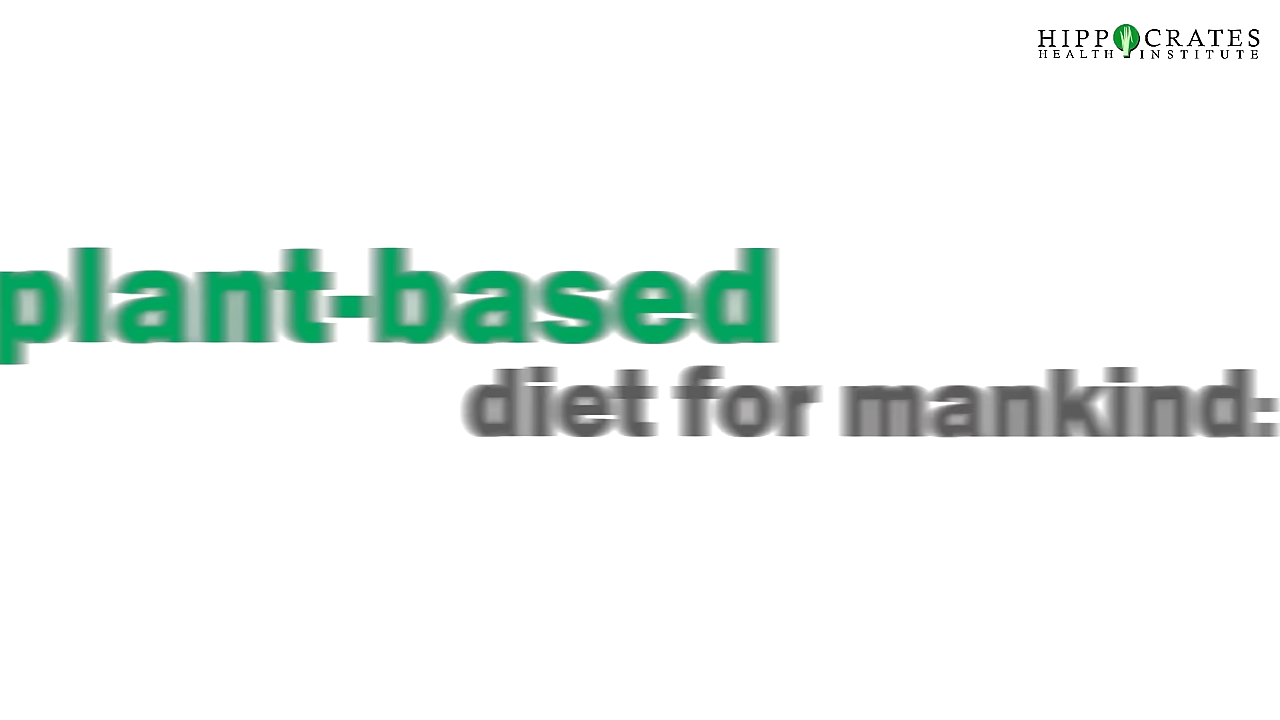 HIPPOCRATES
HEALTH INSTITUTE
plant-based
diet for mankind: